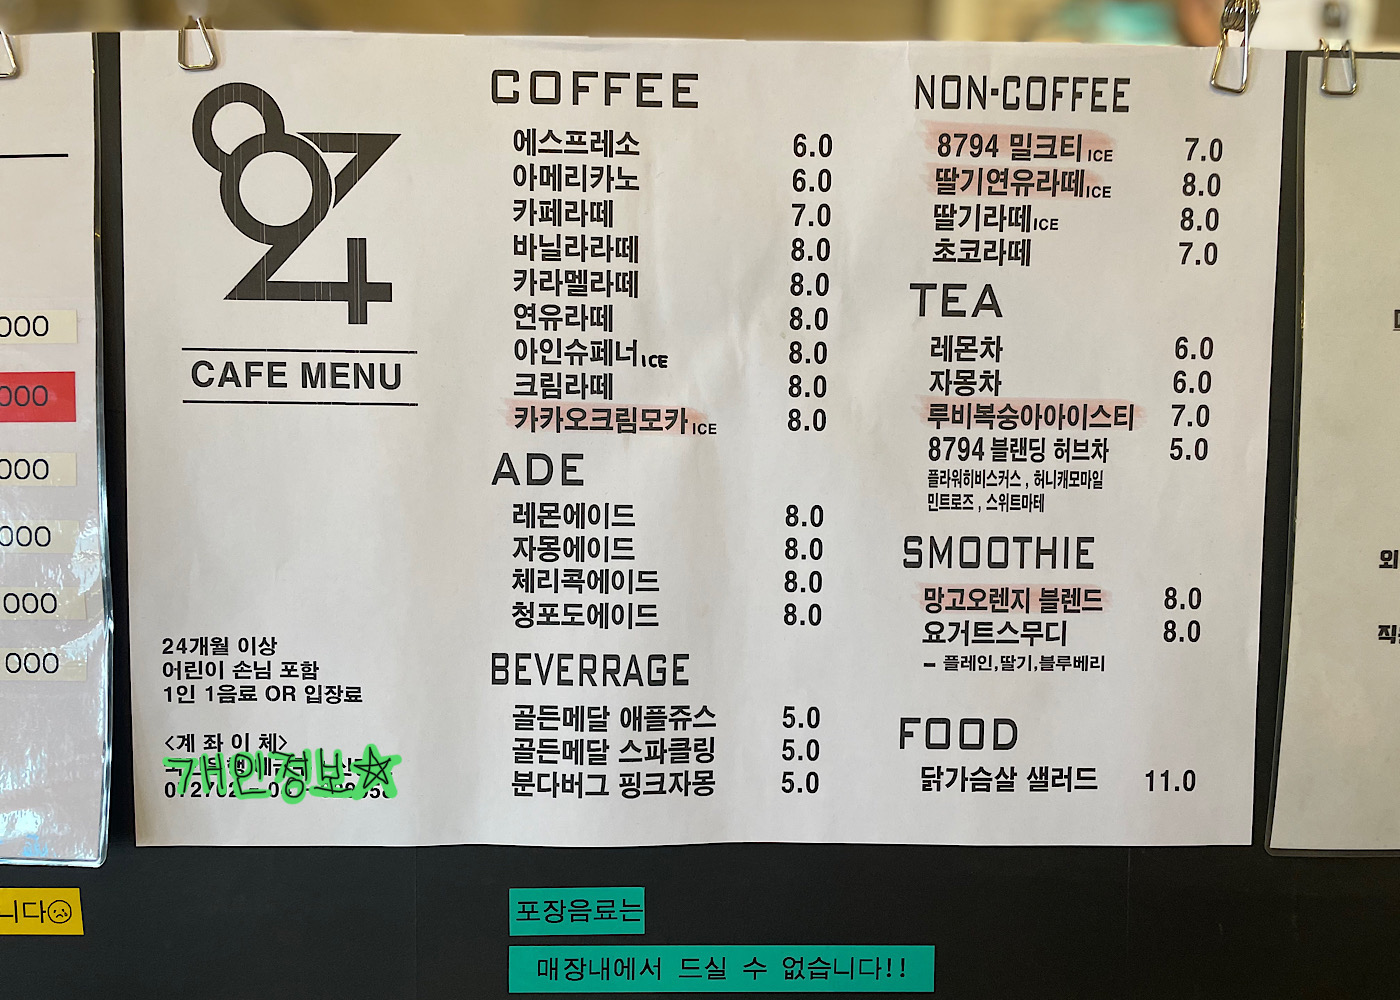 8794
CAFE MENU
24개월 이상
어린이 손님 포함
1인 1음료 OR 입장료
<계 좌 이 체>
개인정보☆
COFFEE
에스프레소 6.0
아메리카노 6.0
카페라떼 7.0
바닐라라떼 8.0
카라멜라떼 8.0
연유라떼 8.0
아인슈페너 ICE 8.0
크림라떼 8.0
카카오크림모카 ICE 8.0
ADE
레몬에이드 8.0
자몽에이드 8.0
체리콕에이드 8.0
청포도에이드 8.0
BEVERRAGE
골든메달 애플쥬스 5.0
골든메달 스파클링 5.0
분다버그 핑크자몽 5.0
NON-COFFEE
8794 밀크티 ICE 7.0
딸기연유라떼 ICE 8.0
딸기라떼 ICE 8.0
초코라떼 7.0
TEA
레몬차 6.0
자몽차 6.0
루비복숭아아이스티 7.0
8794 블랜딩 허브차 5.0
플라워히비스커스 , 허니캐모마일
민트로즈 , 스위트마테
SMOOTHIE
망고오렌지 블렌드 8.0
요거트스무디 8.0
– 플레인,딸기,블루베리
FOOD
닭가슴살 샐러드 11.0
000
000
000
000
000
000
니다☹
포장음료는
매장내에서 드실 수 없습니다!!
외
직